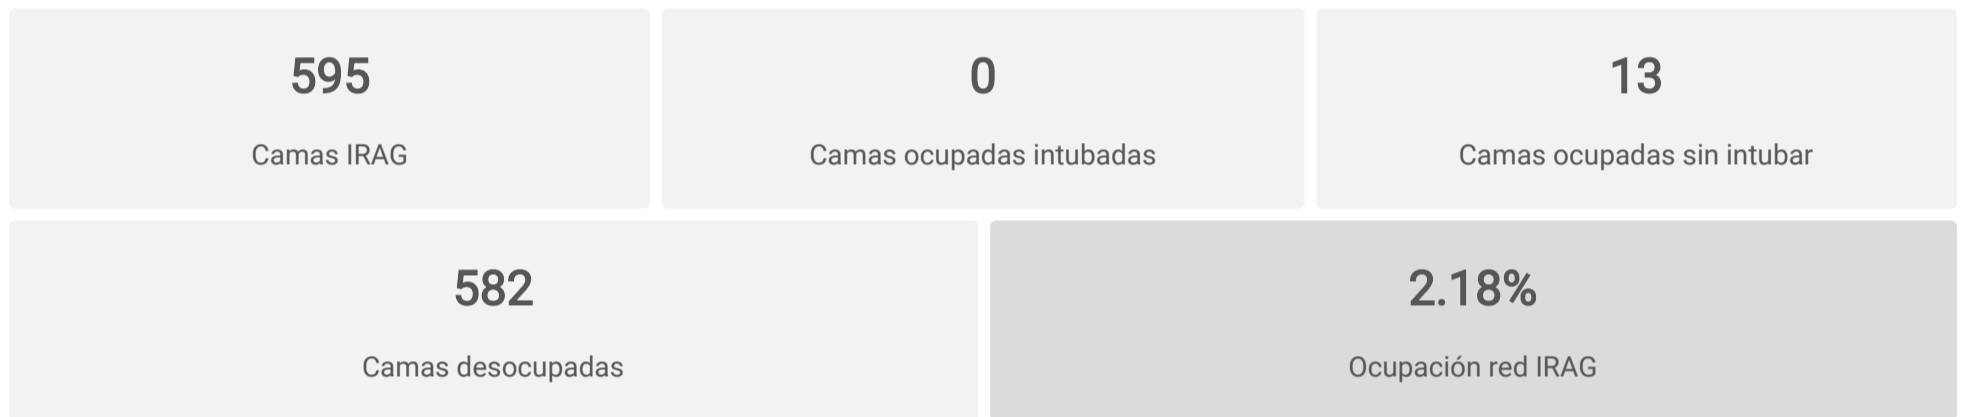 595
Camas IRAG
0
Camas ocupadas intubadas
13
Camas ocupadas sin intubar
582
Camas desocupadas
2.18%
Ocupación red IRAG